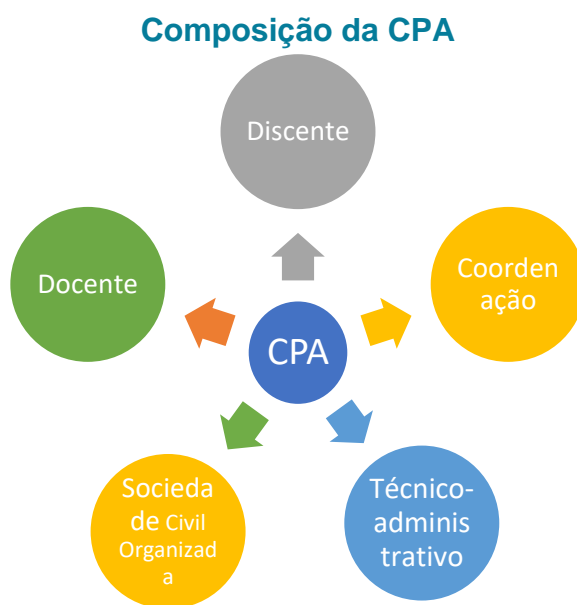 Composição da CPA
Discente
Docente
Coorden
ação
CPA
Socieda
de Civil
Organizad
a
Técnico-
adminis
trativo